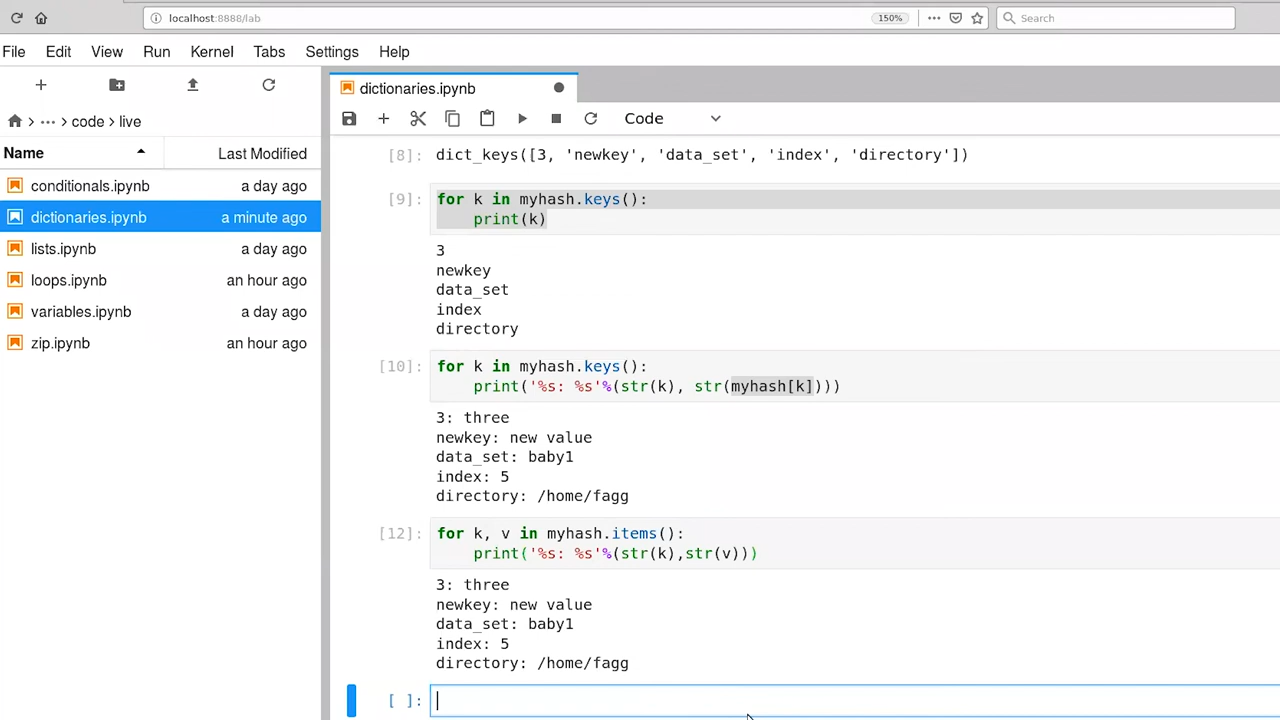 localhost:8888/lab
150%
Search
File Edit View Run Kernel Tabs Settings Help
dictionaries.ipynb
code > live
Code
Name Last Modified
conditionals.ipynb a day ago
dictionaries.ipynb a minute ago
lists.ipynb a day ago
loops.ipynb an hour ago
variables.ipynb a day ago
zip.ipynb an hour ago
[8]: dict_keys([3, 'newkey', 'data_set', 'index', 'directory'])
[9]: for k in myhash.keys():
    print(k)
3
newkey
data_set
index
directory
[10]: for k in myhash.keys():
    print('%s: %s'%(str(k), str(myhash[k])))
3: three
newkey: new value
data_set: baby1
index: 5
directory: /home/fagg
[12]: for k, v in myhash.items():
    print('%s: %s'%(str(k),str(v)))
3: three
newkey: new value
data_set: baby1
index: 5
directory: /home/fagg
[ ]: